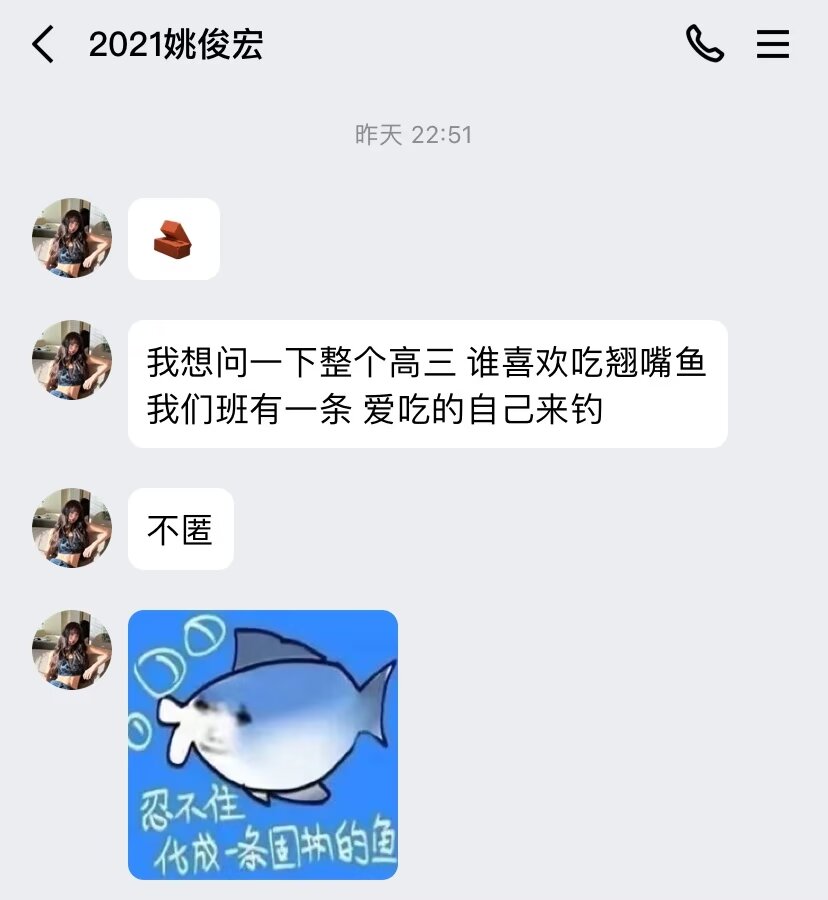 2021姚俊宏
昨天 22:51
我想问一下整个高三 谁喜欢吃翘嘴鱼
我们班有一条 爱吃的自己来钓
不匿
忍不住
化成一条固执的鱼